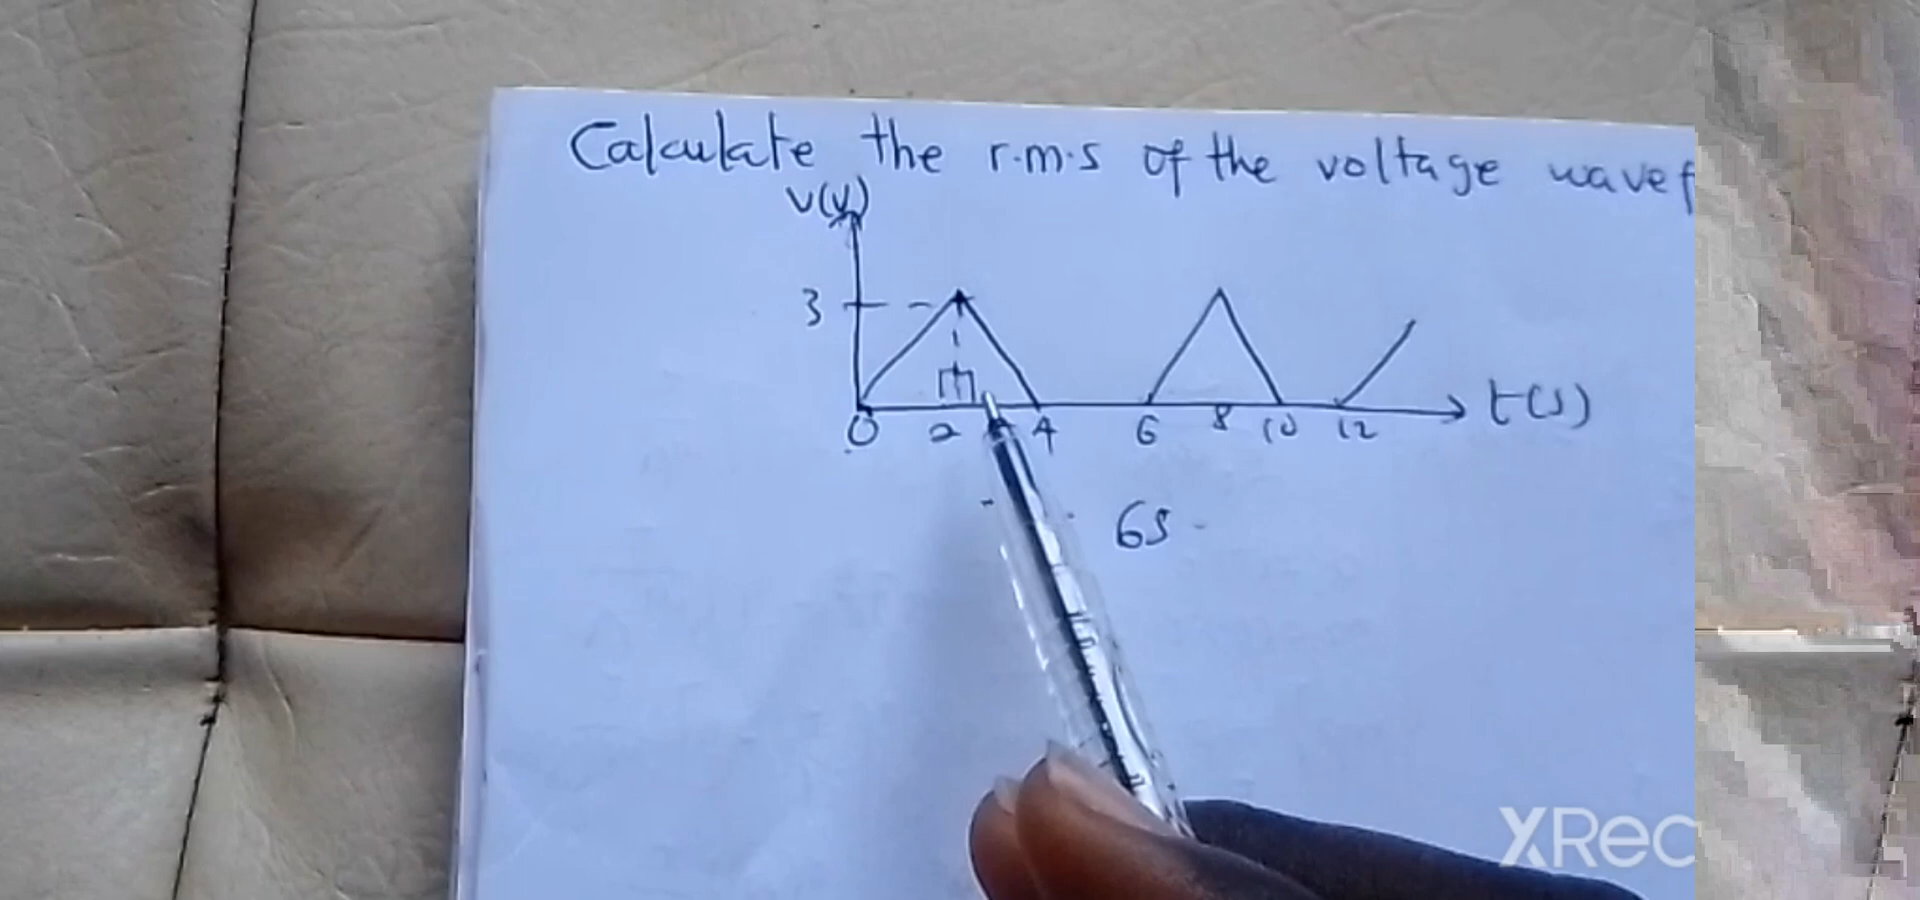 Calculate the r.m.s of the voltage wavef
V(V)
3
0 2 4 6 8 10 12 t(s)
6s
XRec